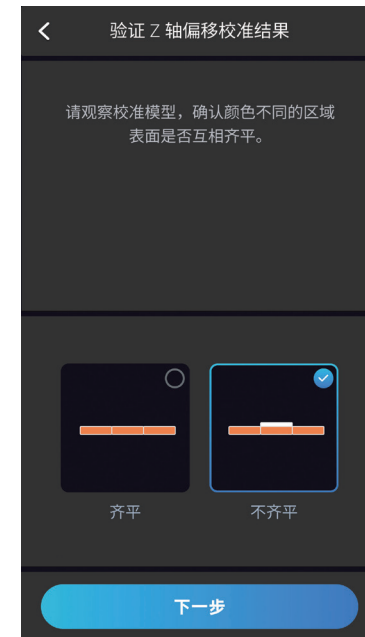 验证 Z 轴偏移校准结果
请观察校准模型，确认颜色不同的区域
表面是否互相齐平。
齐平
不齐平
下一步